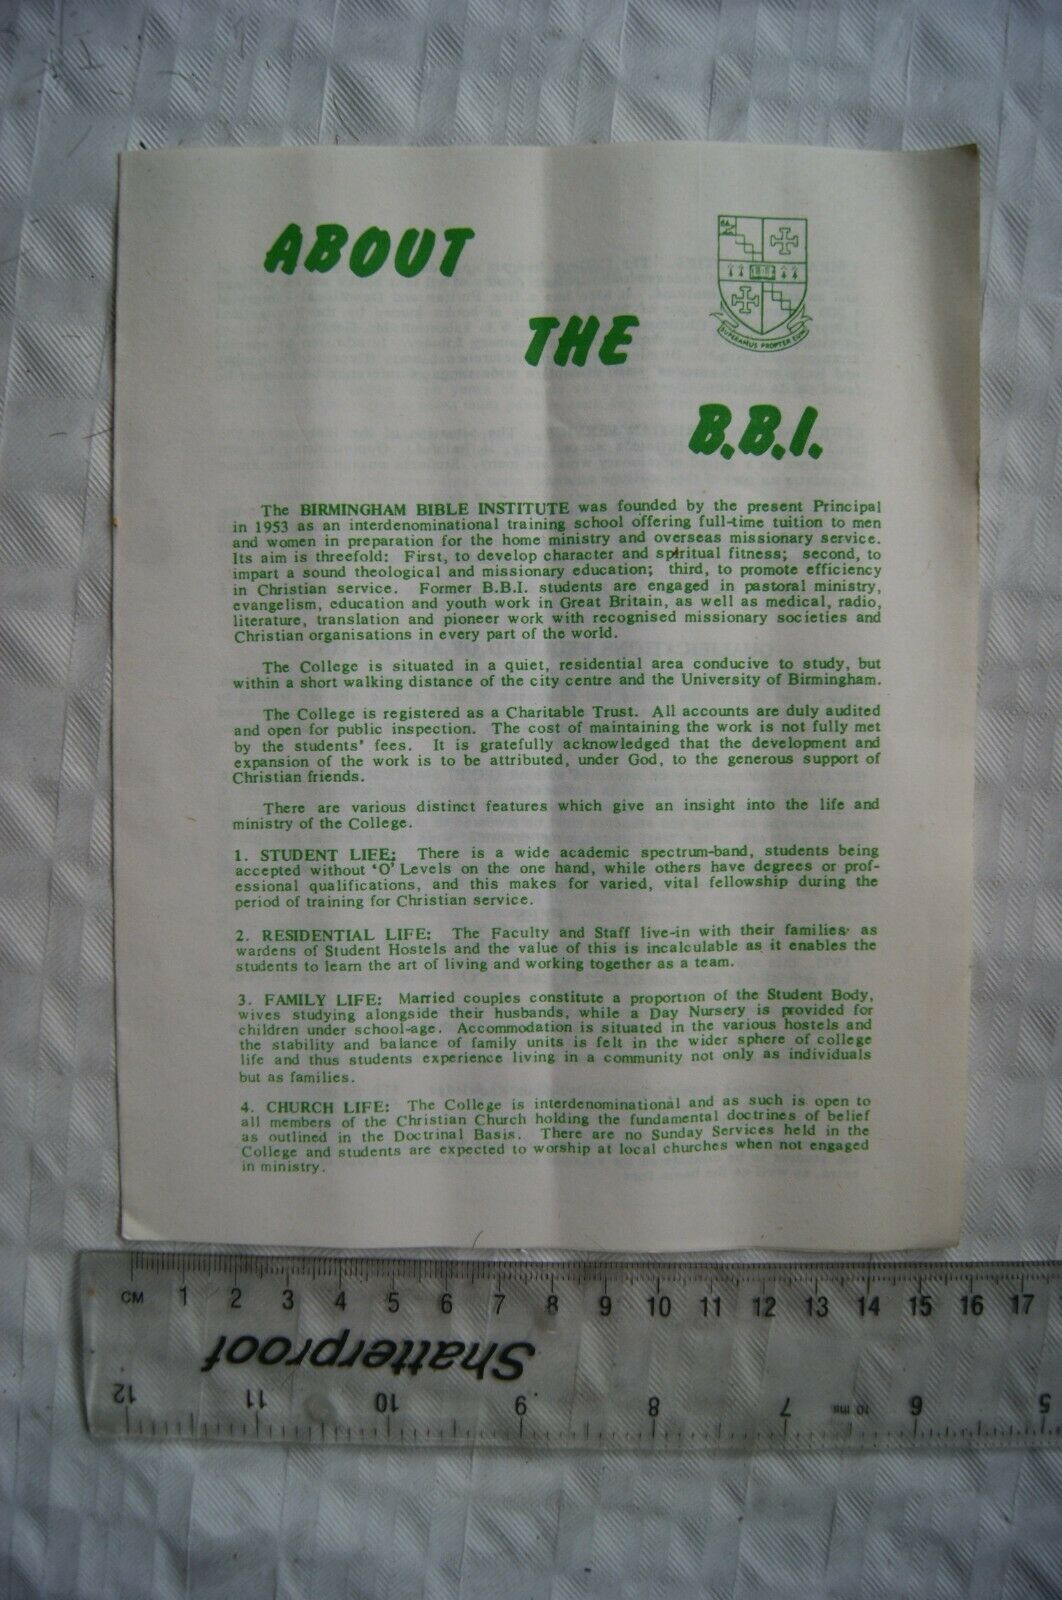 ABOUT
THE
B.B.I.
SUPERAMUS PROPTER EUM
The BIRMINGHAM BIBLE INSTITUTE was founded by the present Principal
in 1953 as an interdenominational training school offering full-time tuition to men
and women in preparation for the home ministry and overseas missionary service.
Its aim is threefold: First, to develop character and spiritual fitness; second, to
impart a sound theological and missionary education; third, to promote efficiency
in Christian service. Former B.B.I. students are engaged in pastoral ministry,
evangelism, education and youth work in Great Britain, as well as medical, radio,
literature, translation and pioneer work with recognised missionary societies and
Christian organisations in every part of the world.
The College is situated in a quiet, residential area conducive to study, but
within a short walking distance of the city centre and the University of Birmingham.
The College is registered as a Charitable Trust. All accounts are duly audited
and open for public inspection. The cost of maintaining the work is not fully met
by the students' fees. It is gratefully acknowledged that the development and
expansion of the work is to be attributed, under God, to the generous support of
Christian friends.
There are various distinct features which give an insight into the life and
ministry of the College.
1. STUDENT LIFE: There is a wide academic spectrum-band, students being
accepted without 'O' Levels on the one hand, while others have degrees or prof-
essional qualifications, and this makes for varied, vital fellowship during the
period of training for Christian service.
2. RESIDENTIAL LIFE: The Faculty and Staff live-in with their families as
wardens of Student Hostels and the value of this is incalculable as it enables the
students to learn the art of living and working together as a team.
3. FAMILY LIFE: Married couples constitute a proportion of the Student Body,
wives studying alongside their husbands, while a Day Nursery is provided for
children under school-age. Accommodation is situated in the various hostels and
the stability and balance of family units is felt in the wider sphere of college
life and thus students experience living in a community not only as individuals
but as families.
4. CHURCH LIFE: The College is interdenominational and as such is open to
all members of the Christian Church holding the fundamental doctrines of belief
as outlined in the Doctrinal Basis. There are no Sunday Services held in the
College and students are expected to worship at local churches when not engaged
in ministry.
CM 1 2 3 4 5 6 7 8 9 10 11 12 13 14 15 16 17
Shatterproof
12 11 10 9 8 7 6 5